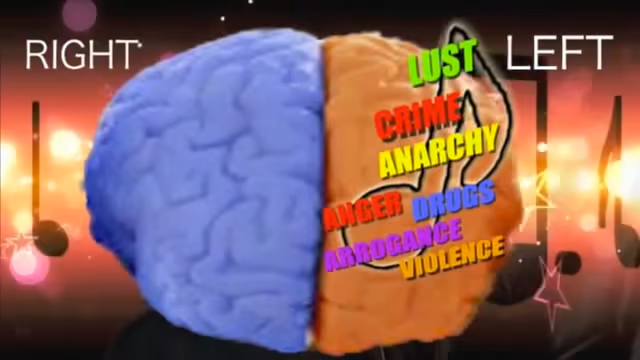 RIGHT
LEFT
LUST
CRIME
ANARCHY
ANGER DRUGS
ARROGANCE
VIOLENCE